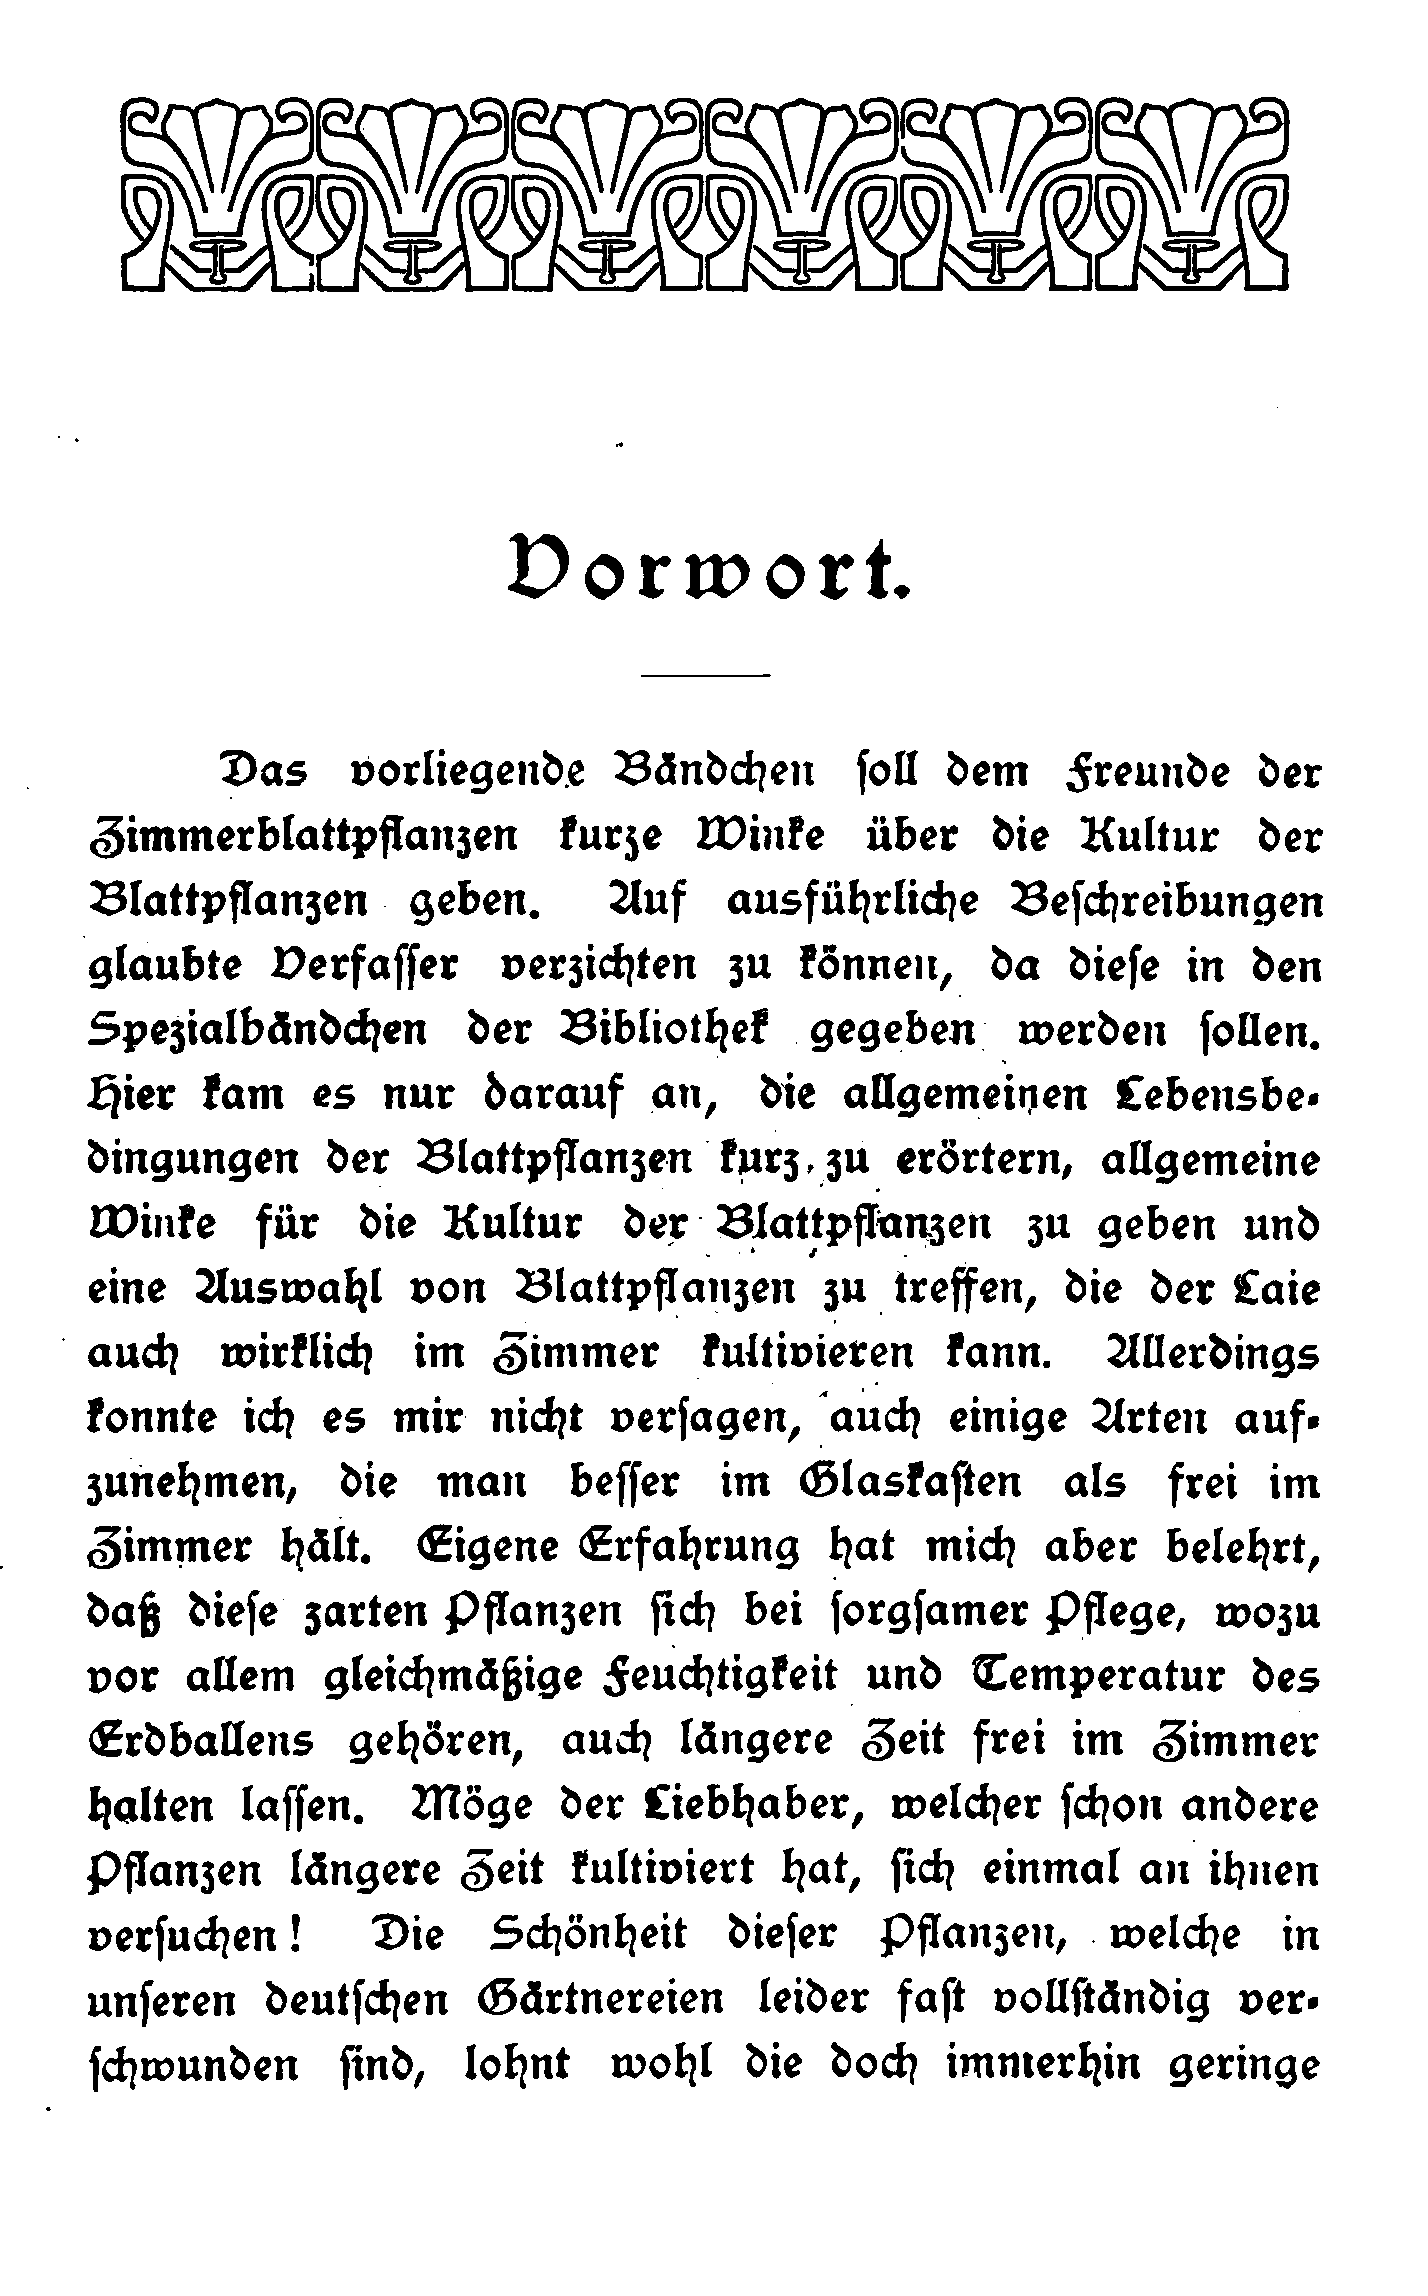 Vorwort.
Das vorliegende Bändchen ſoll dem Freunde der
Zimmerblattpflanzen kurze Winke über die Kultur der
Blattpflanzen geben. Auf ausführliche Beſchreibungen
glaubte Verfaſſer verzichten zu können, da dieſe in den
Spezialbändchen der Bibliothek gegeben werden ſollen.
Hier kam es nur darauf an, die allgemeinen Lebensbe-
dingungen der Blattpflanzen kurz zu erörtern, allgemeine
Winke für die Kultur der Blattpflanzen zu geben und
eine Auswahl von Blattpflanzen zu treffen, die der Laie
auch wirklich im Zimmer kultivieren kann. Allerdings
konnte ich es mir nicht verſagen, auch einige Arten auf-
zunehmen, die man beſſer im Glaskaſten als frei im
Zimmer hält. Eigene Erfahrung hat mich aber belehrt,
daß dieſe zarten Pflanzen ſich bei ſorgſamer Pflege, wozu
vor allem gleichmäßige Feuchtigkeit und Temperatur des
Erdballens gehören, auch längere Zeit frei im Zimmer
halten laſſen. Möge der Liebhaber, welcher ſchon andere
Pflanzen längere Zeit kultiviert hat, ſich einmal an ihnen
verſuchen! Die Schönheit dieſer Pflanzen, welche in
unſeren deutſchen Gärtnereien leider faſt vollſtändig ver-
ſchwunden ſind, lohnt wohl die doch immerhin geringe